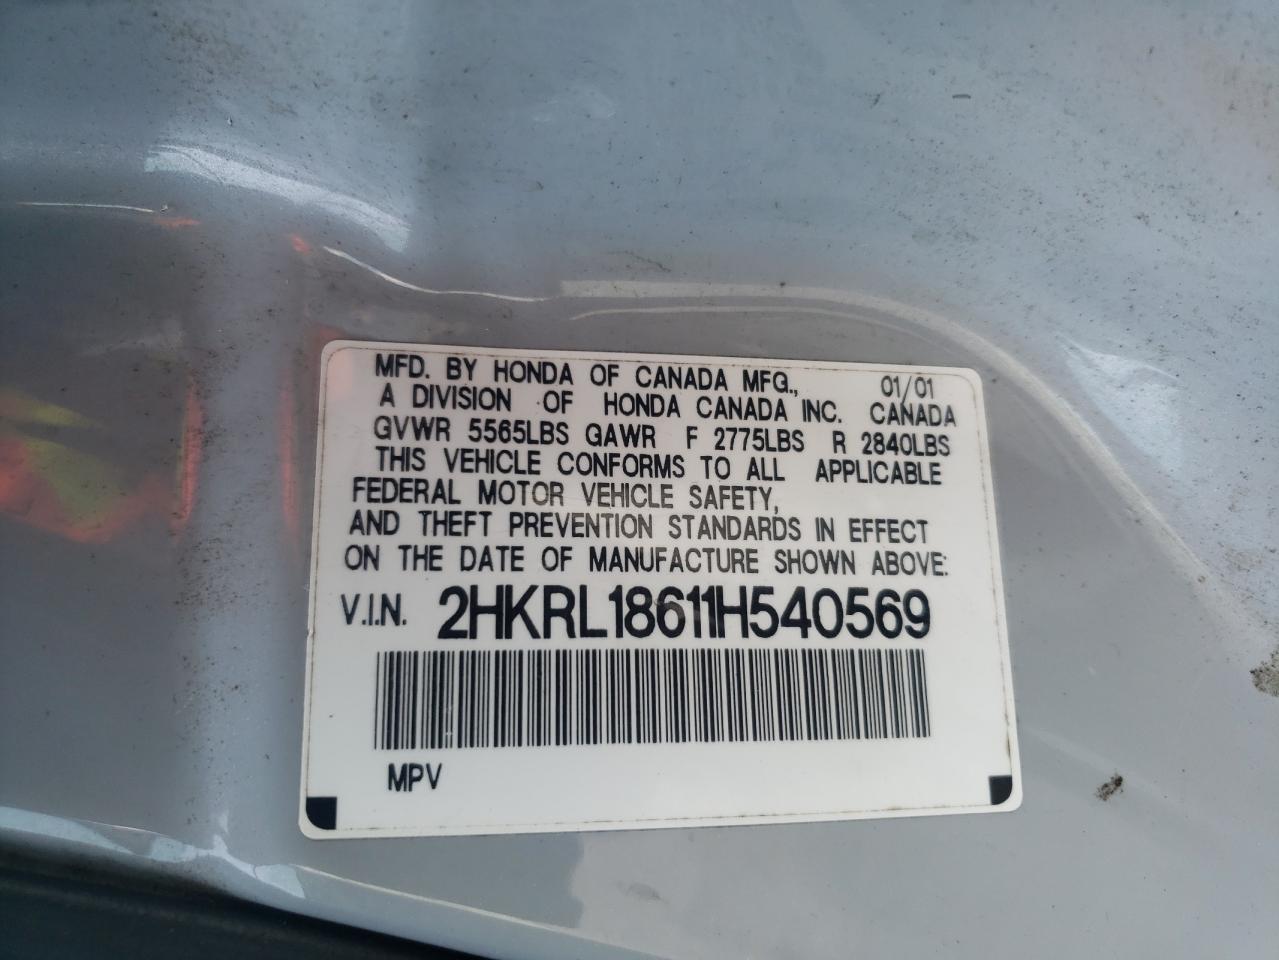 MFD. BY HONDA OF CANADA MFG., 01/01
A DIVISION OF HONDA CANADA INC. CANADA
GVWR 5565LBS GAWR F 2775LBS R 2840LBS
THIS VEHICLE CONFORMS TO ALL APPLICABLE
FEDERAL MOTOR VEHICLE SAFETY,
AND THEFT PREVENTION STANDARDS IN EFFECT
ON THE DATE OF MANUFACTURE SHOWN ABOVE:
V.I.N. 2HKRL18611H540569
MPV